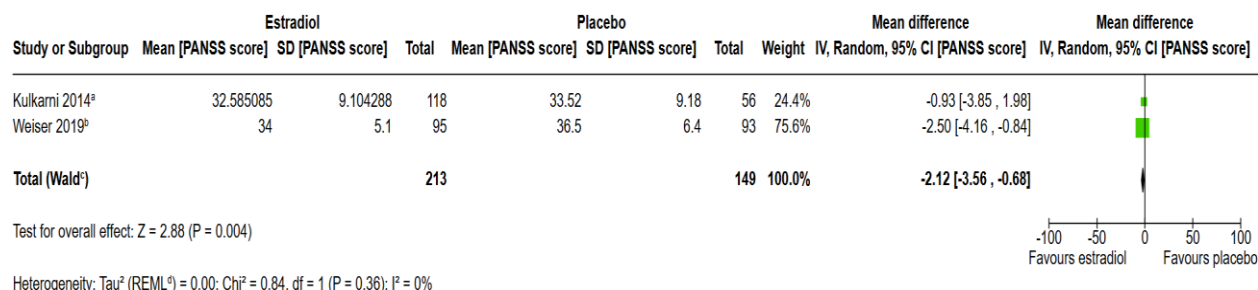 Estradiol Placebo Mean difference Mean difference
Study or Subgroup Mean [PANSS score] SD [PANSS score] Total Mean [PANSS score] SD [PANSS score] Total Weight IV, Random, 95% CI [PANSS score] IV, Random, 95% CI [PANSS score]
Kulkarni 2014ᵃ 32.585085 9.104288 118 33.52 9.18 56 24.4% -0.93 [-3.85 , 1.98]
Weiser 2019ᵇ 34 5.1 95 36.5 6.4 93 75.6% -2.50 [-4.16 , -0.84]
Total (Waldᶜ) 213 149 100.0% -2.12 [-3.56 , -0.68]
Test for overall effect: Z = 2.88 (P = 0.004)
-100 -50 0 50 100
Favours estradiol Favours placebo
Heterogeneity: Tau² (REMLᵈ) = 0.00; Chi² = 0.84, df = 1 (P = 0.36); I² = 0%